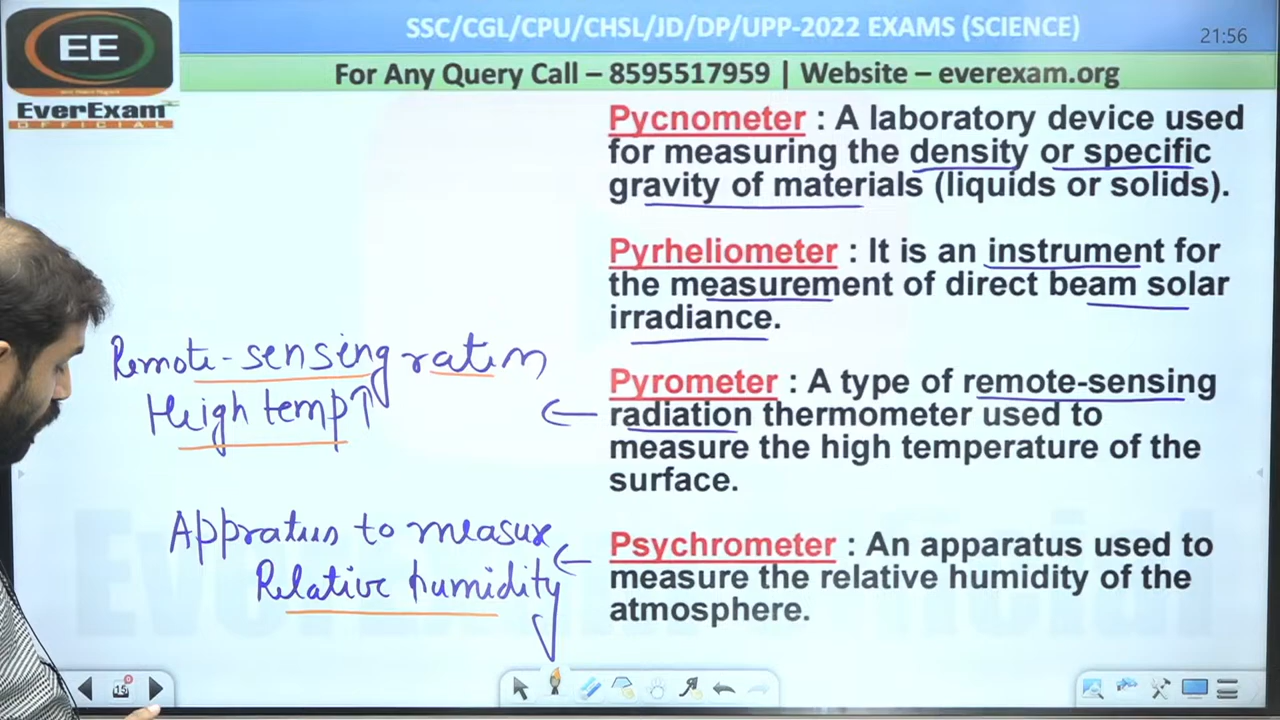 SSC/CGL/CPU/CHSL/JD/DP/UPP-2022 EXAMS (SCIENCE)
21:56
EE
EverExam
OFFICIAL
For Any Query Call – 8595517959 | Website – everexam.org
Pycnometer : A laboratory device used
for measuring the density or specific
gravity of materials (liquids or solids).
Pyrheliometer : It is an instrument for
the measurement of direct beam solar
irradiance.
Remote-sensing
High temp↑
Pyrometer : A type of remote-sensing
radiation thermometer used to
measure the high temperature of the
surface.
to measure
Relative humidity
Psychrometer : An apparatus used to
measure the relative humidity of the
atmosphere.
15